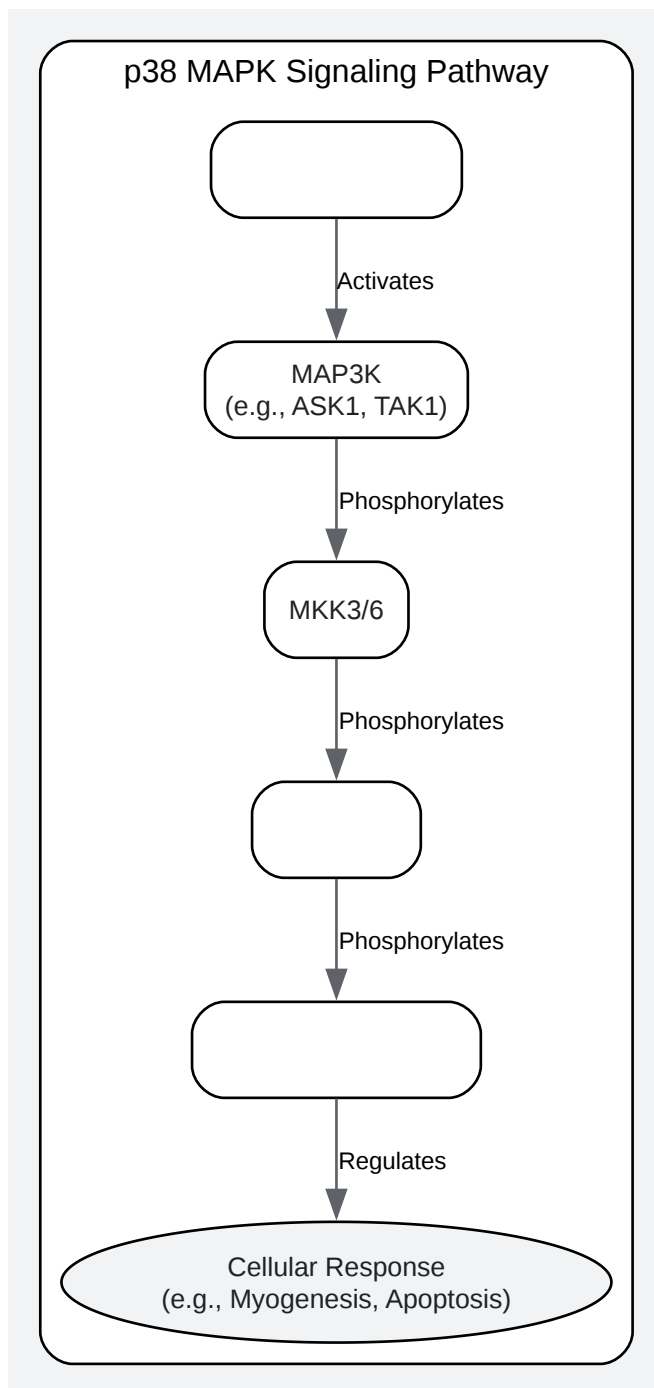 p38 MAPK Signaling Pathway
Activates
MAP3K
(e.g., ASK1, TAK1)
Phosphorylates
MKK3/6
Phosphorylates
Phosphorylates
Regulates
Cellular Response
(e.g., Myogenesis, Apoptosis)